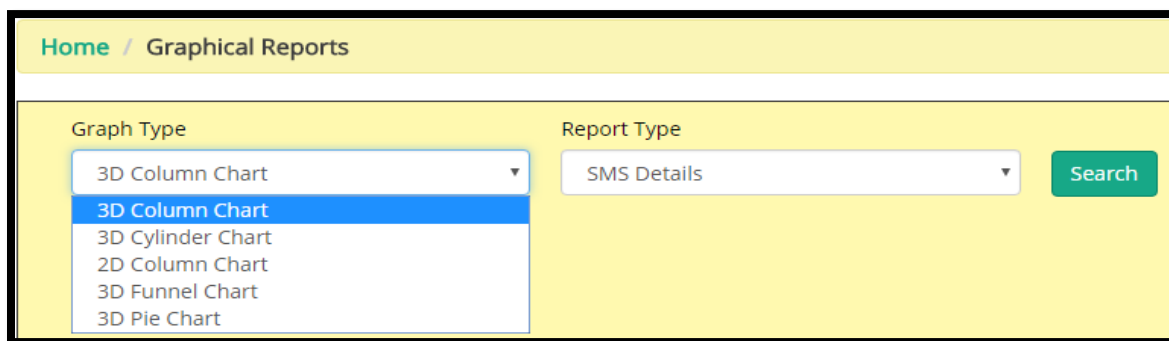 Home / Graphical Reports
Graph Type
Report Type
3D Column Chart
SMS Details
Search
3D Column Chart
3D Cylinder Chart
2D Column Chart
3D Funnel Chart
3D Pie Chart